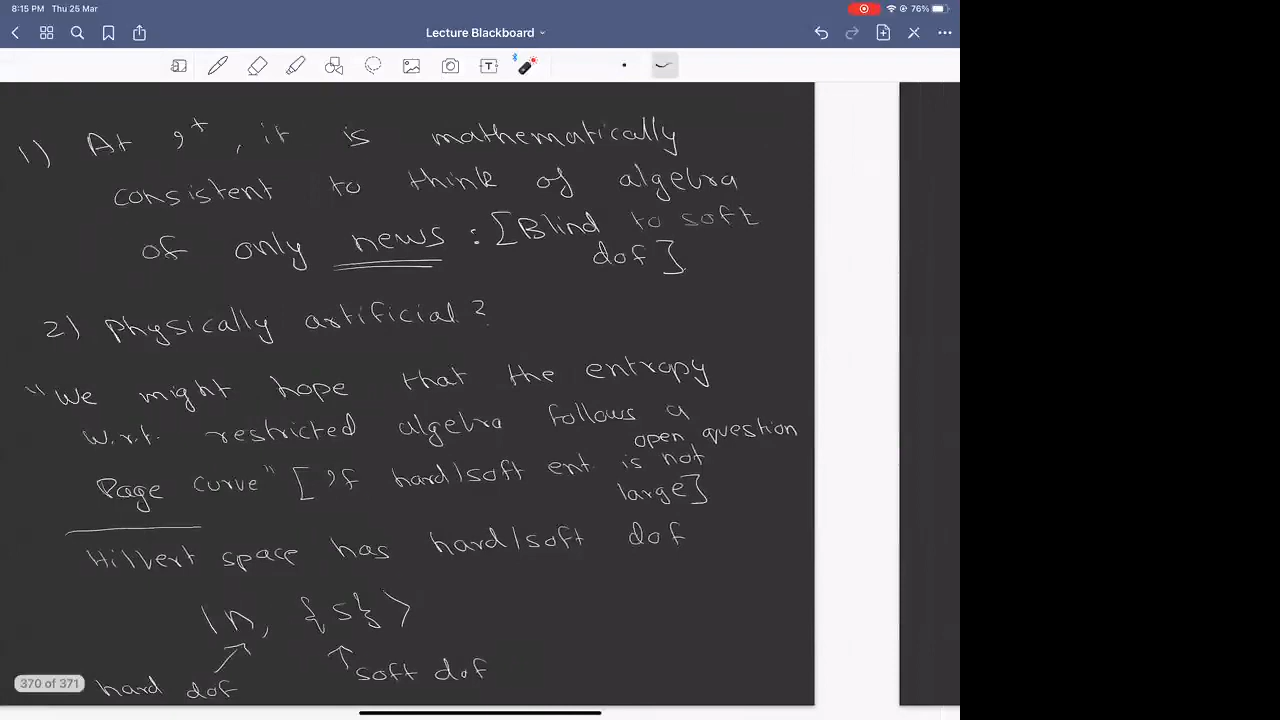 8:15 PM Thu 25 Mar
76%
Lecture Blackboard
T
1) At I⁺, it is mathematically
consistent to think of algebra
of only news : [Blind to soft
dof]
2) physically artificial?
"We might hope that the entropy
w.r.t. restricted algebra follows a
Page curve" [if hard/soft ent. is not
large]
open question
Hilbert space has hard/soft dof
|n, {s}>
hard dof
soft dof
370 of 371